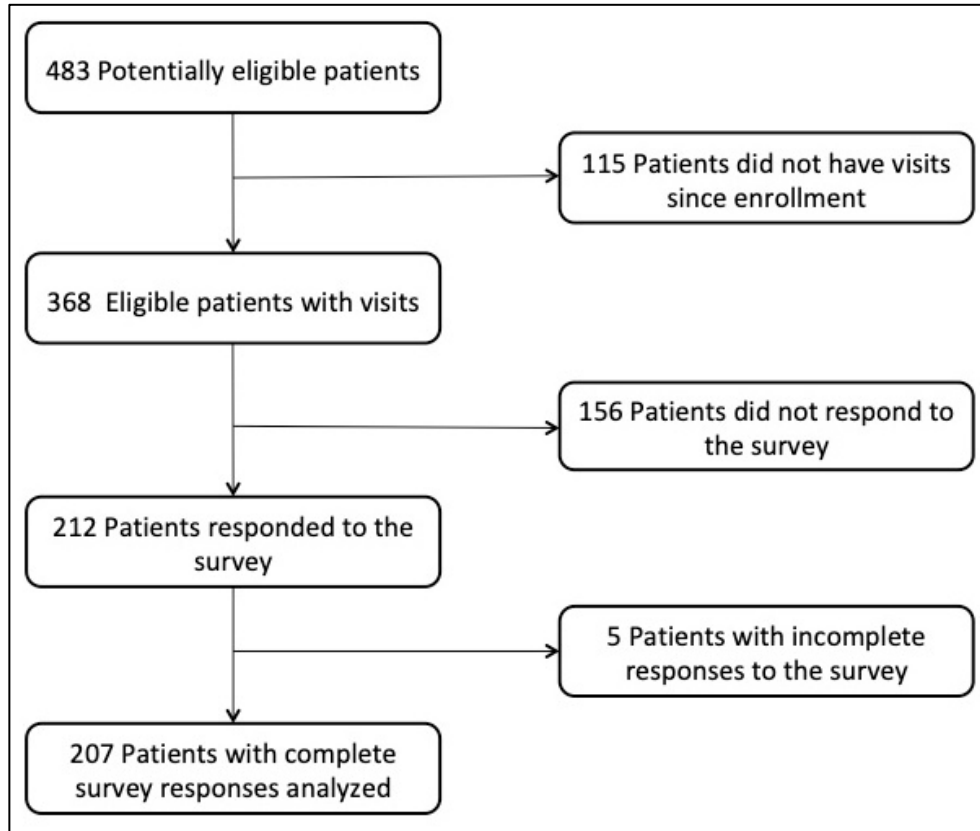 483 Potentially eligible patients
115 Patients did not have visits
since enrollment
368 Eligible patients with visits
156 Patients did not respond to
the survey
212 Patients responded to the
survey
5 Patients with incomplete
responses to the survey
207 Patients with complete
survey responses analyzed